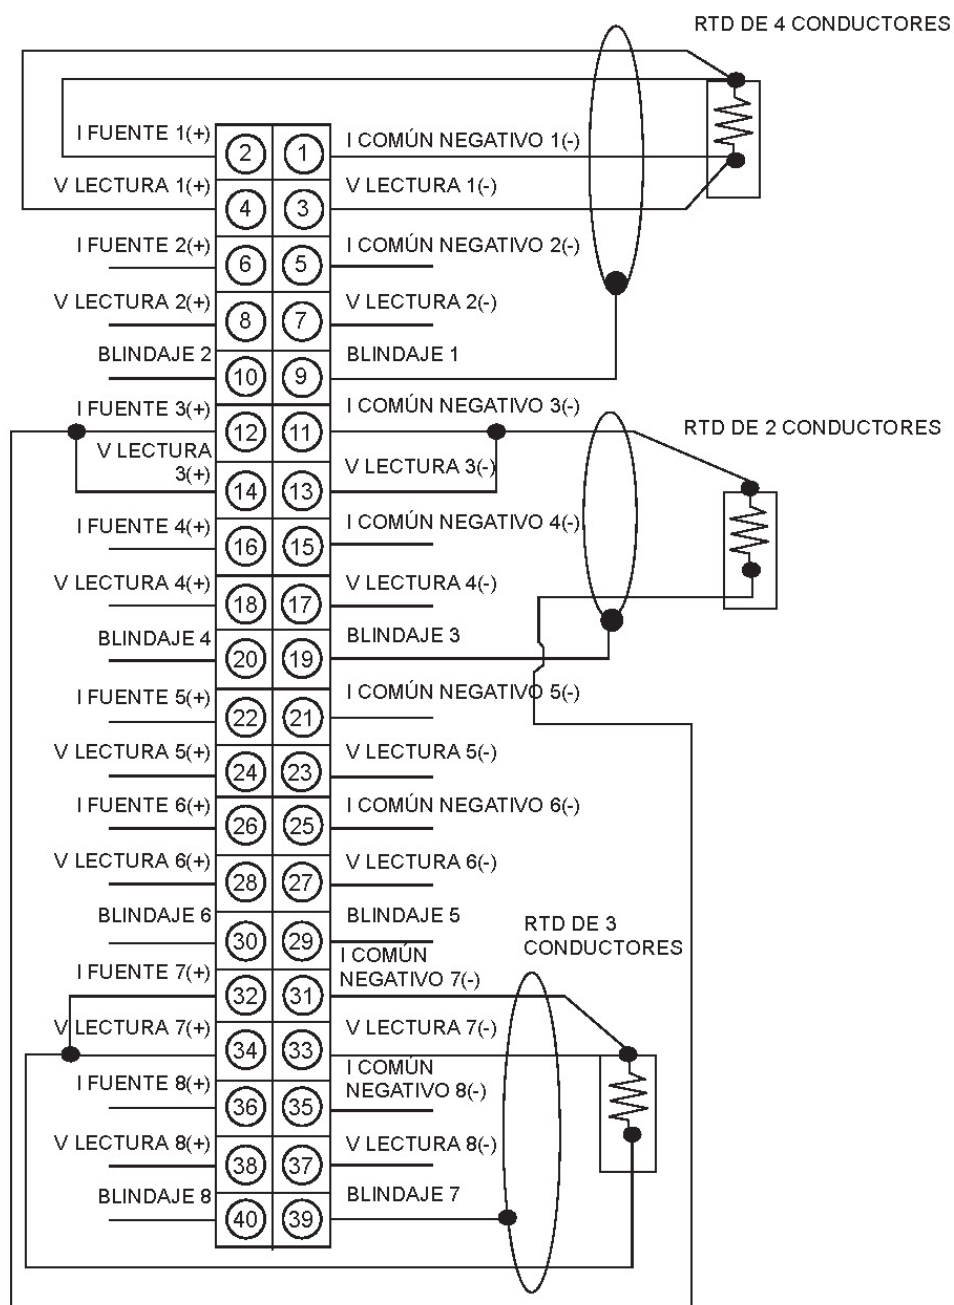 RTD DE 4 CONDUCTORES
I FUENTE 1(+)
2
1
I COMÚN NEGATIVO 1(-)
V LECTURA 1(+)
4
3
V LECTURA 1(-)
I FUENTE 2(+)
6
5
I COMÚN NEGATIVO 2(-)
V LECTURA 2(+)
8
7
V LECTURA 2(-)
BLINDAJE 2
10
9
BLINDAJE 1
I FUENTE 3(+)
12
11
I COMÚN NEGATIVO 3(-)
RTD DE 2 CONDUCTORES
V LECTURA
3(+)
14
13
V LECTURA 3(-)
I FUENTE 4(+)
16
15
I COMÚN NEGATIVO 4(-)
V LECTURA 4(+)
18
17
V LECTURA 4(-)
BLINDAJE 4
20
19
BLINDAJE 3
I FUENTE 5(+)
22
21
I COMÚN NEGATIVO 5(-)
V LECTURA 5(+)
24
23
V LECTURA 5(-)
I FUENTE 6(+)
26
25
I COMÚN NEGATIVO 6(-)
V LECTURA 6(+)
28
27
V LECTURA 6(-)
BLINDAJE 6
30
29
BLINDAJE 5
RTD DE 3
CONDUCTORES
I FUENTE 7(+)
32
31
I COMÚN
NEGATIVO 7(-)
V LECTURA 7(+)
34
33
V LECTURA 7(-)
I FUENTE 8(+)
36
35
I COMÚN
NEGATIVO 8(-)
V LECTURA 8(+)
38
37
V LECTURA 8(-)
BLINDAJE 8
40
39
BLINDAJE 7